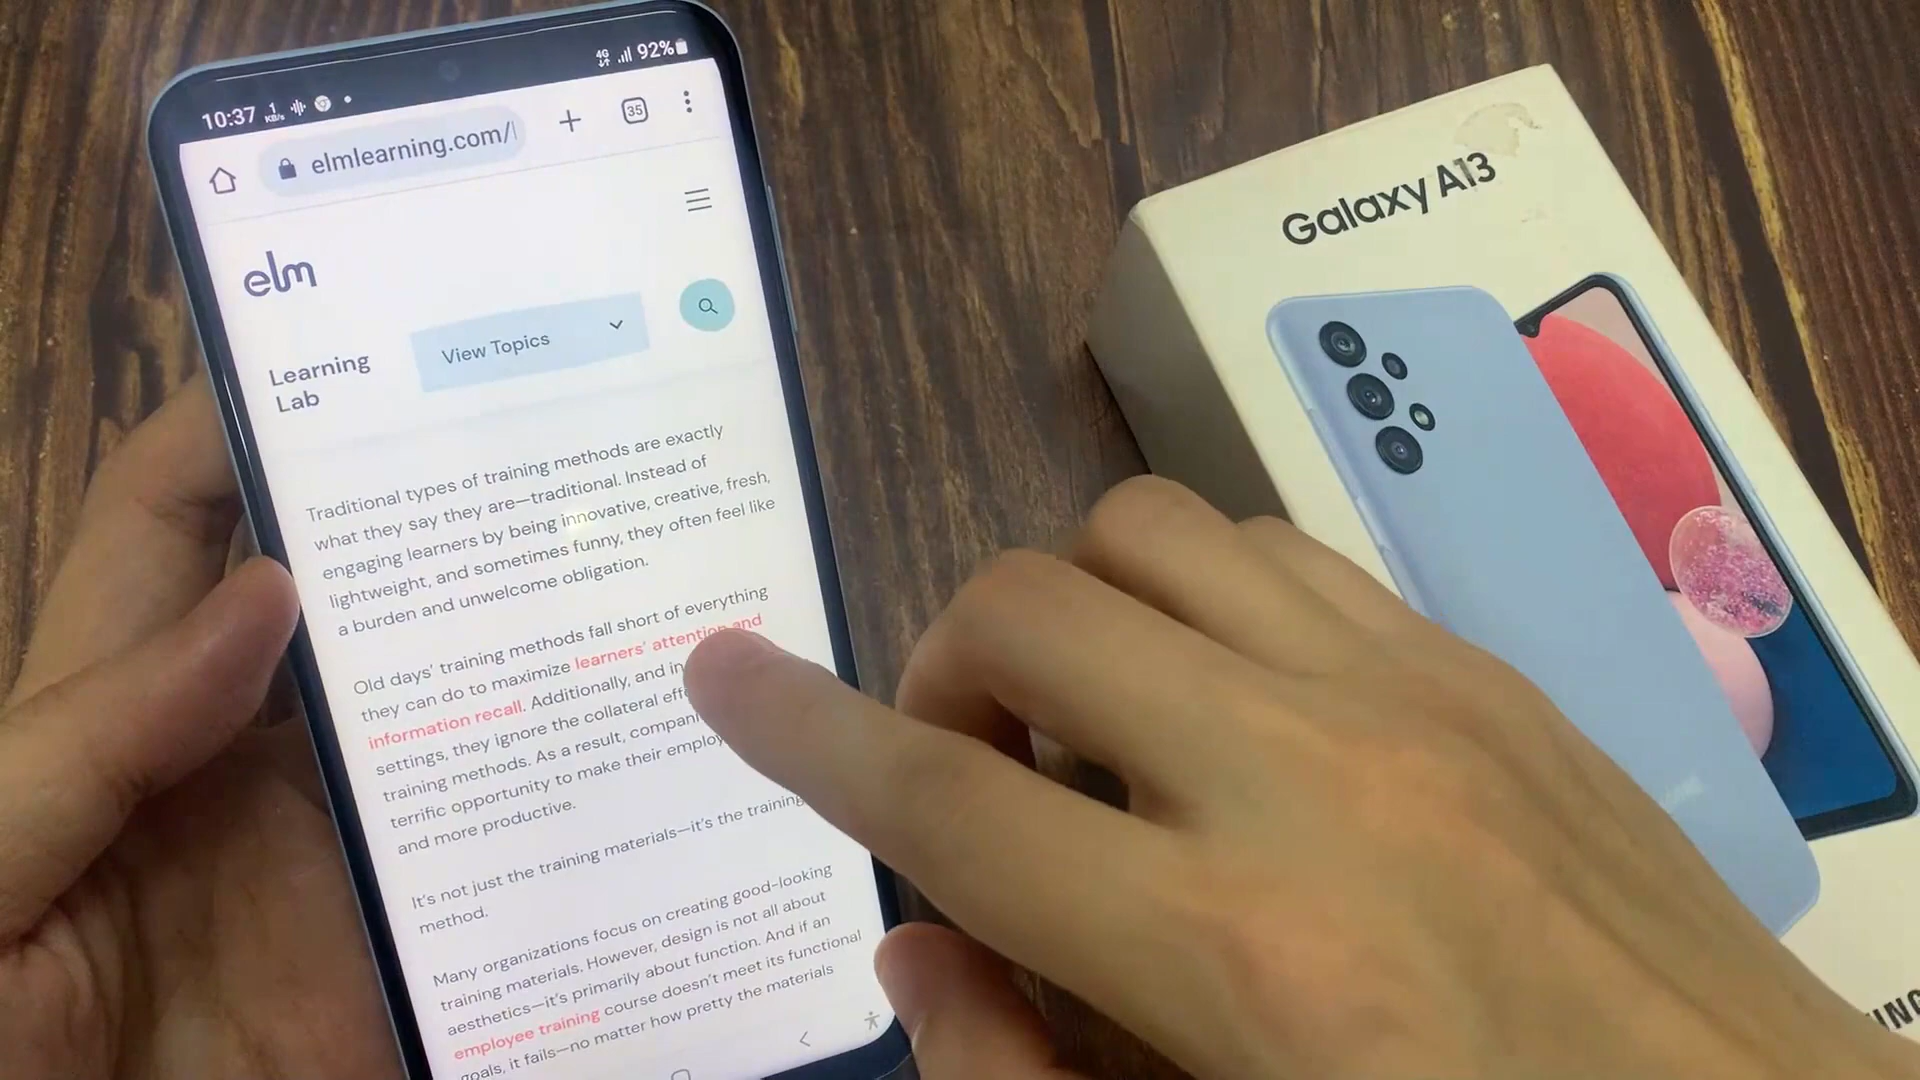 10:37 1 KB/s 4G 92%
elmlearning.com/l
35
elm
Learning
Lab
View Topics
Traditional types of training methods are exactly
what they say they are—traditional. Instead of
engaging learners by being innovative, creative, fresh,
lightweight, and sometimes funny, they often feel like
a burden and unwelcome obligation.
Old days' training methods fall short of everything
they can do to maximize learners' attention and
information recall. Additionally, and in
settings, they ignore the collateral
training methods. As a result,
terrific opportunity to make their
and more productive.
It's not just the training materials—it's the training
method.
Many organizations focus on creating good-looking
training materials. However, design is not all about
aesthetics—it's primarily about function. And if an
employee training course doesn't meet its functional
goals, it fails—no matter how pretty the materials
Galaxy A13